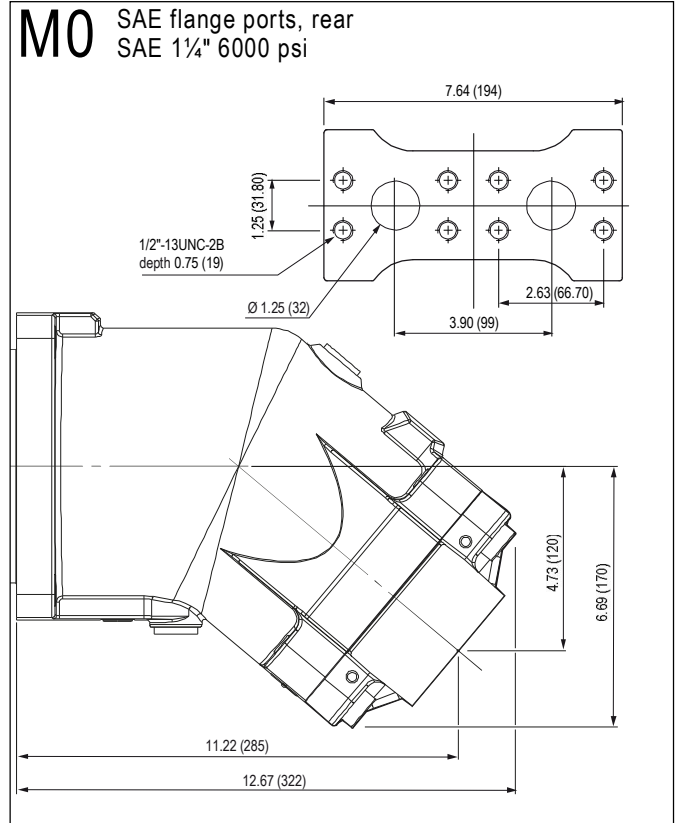 M0
SAE flange ports, rear
SAE 1¼" 6000 psi
7.64 (194)
1.25 (31.80)
1/2"-13UNC-2B
depth 0.75 (19)
Ø 1.25 (32)
2.63 (66.70)
3.90 (99)
4.73 (120)
6.69 (170)
11.22 (285)
12.67 (322)